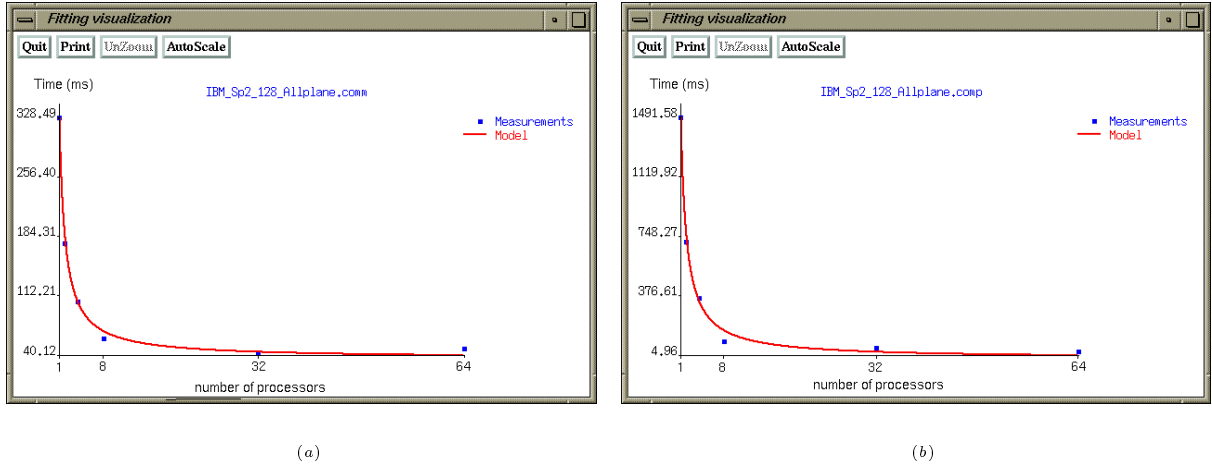 Fitting visualization
Quit Print UnZoom AutoScale
Time (ms)
IBM_Sp2_128_Allplane.comm
328.49
Measurements
Model
256.40
184.31
112.21
40.12
1 8 32 64
number of processors
(a)
Fitting visualization
Quit Print UnZoom AutoScale
Time (ms)
IBM_Sp2_128_Allplane.comp
1491.58
Measurements
Model
1119.92
748.27
376.61
4.96
1 8 32 64
number of processors
(b)